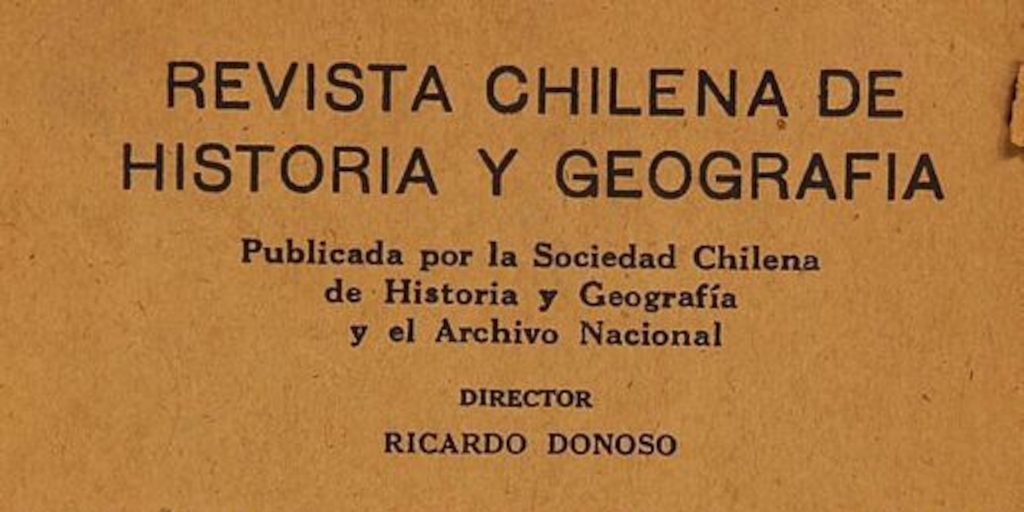 REVISTA CHILENA DE
HISTORIA Y GEOGRAFIA
Publicada por la Sociedad Chilena
de Historia y Geografía
y el Archivo Nacional
DIRECTOR
RICARDO DONOSO